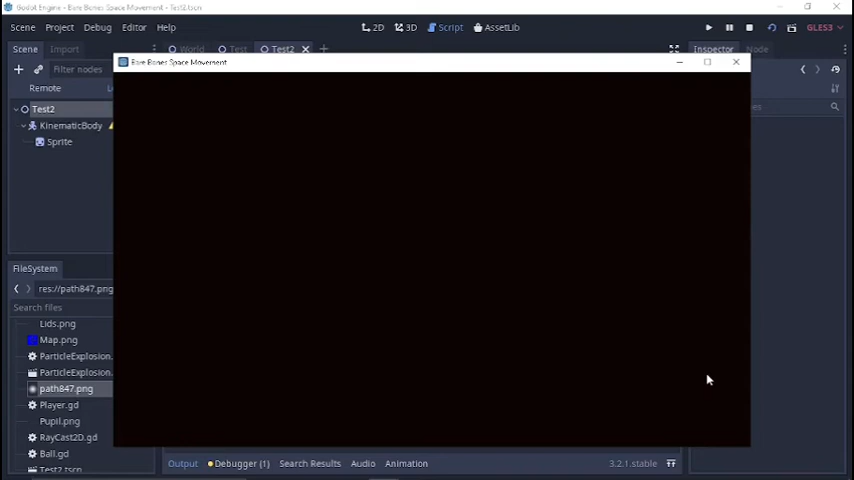 Godot Engine - Bare Bones Space Movement - Test2.tscn
Scene Project Debug Editor Help 2D 3D Script AssetLib GLES3
Scene Import World Test Test2 Inspector Node
Filter nodes
Bare Bones Space Movement
Remote
Test2
KinematicBody
Sprite
FileSystem
res://path847.png
Search files
Lids.png
Map.png
ParticleExplosion.
ParticleExplosion.
path847.png
Player.gd
Pupil.png
RayCast2D.gd
Ball.gd
Test2.tscn
Output Debugger (1) Search Results Audio Animation 3.2.1.stable